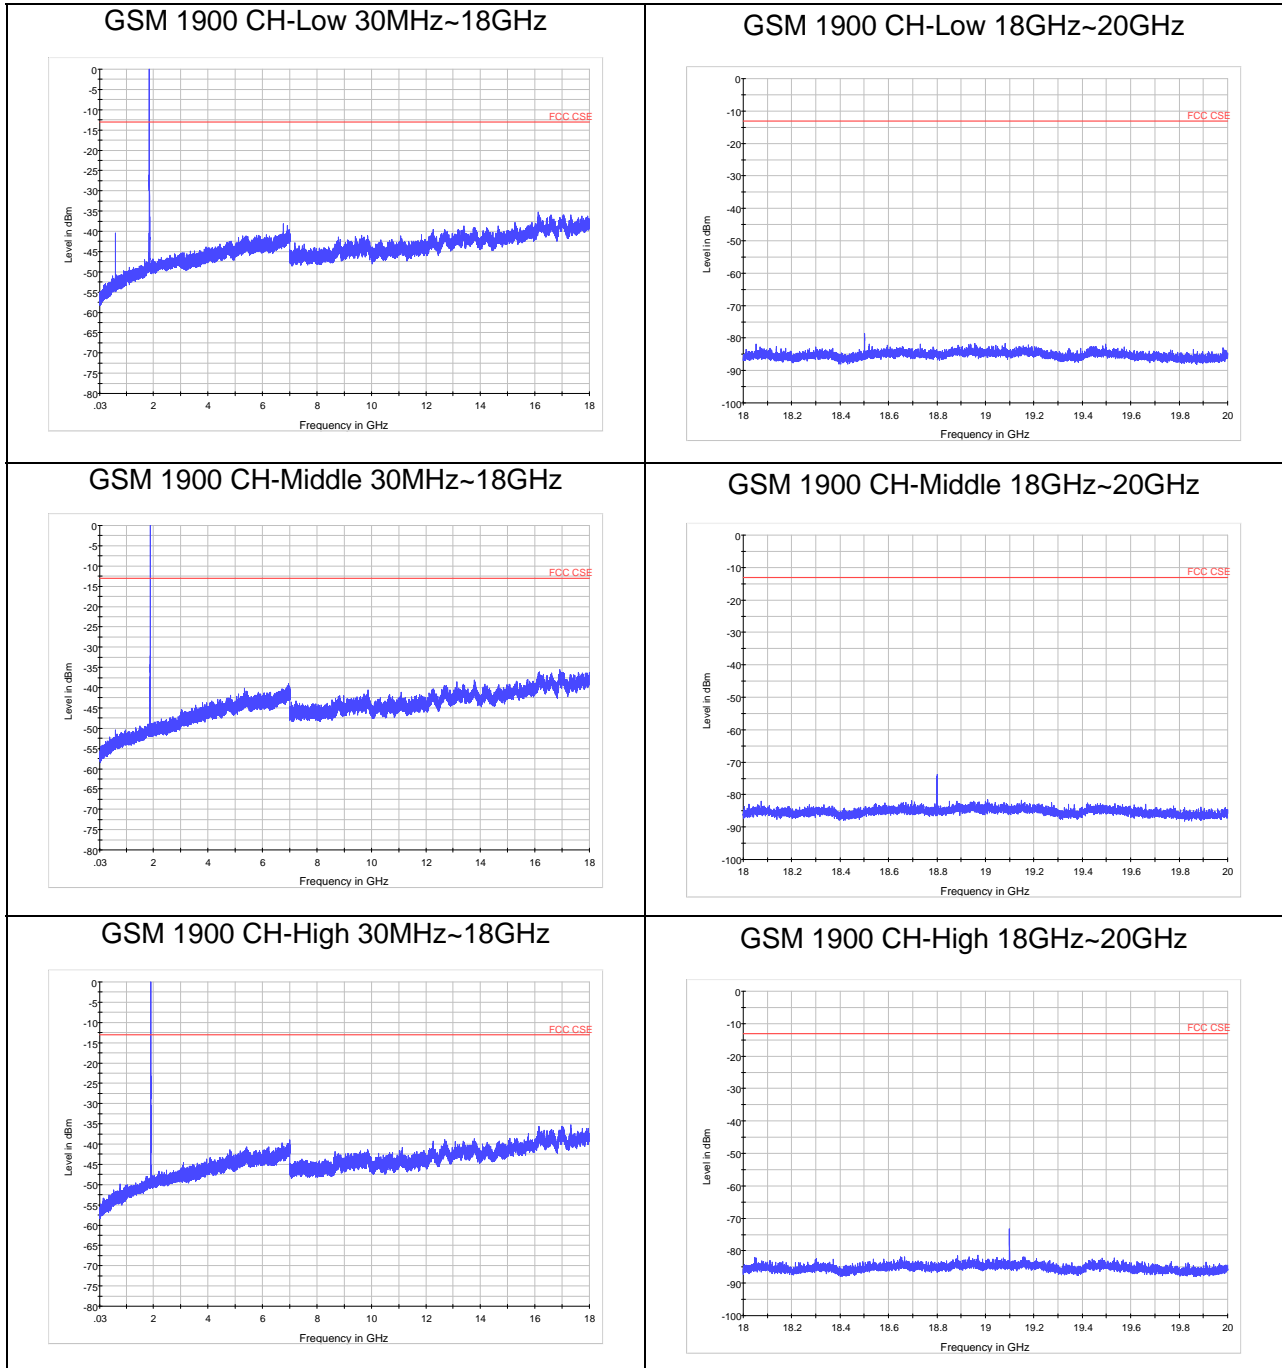 GSM 1900 CH-Low 30MHz~18GHz
0
-5
-10
-15
-20
-25
-30
-35
-40
-45
-50
-55
-60
-65
-70
-75
-80
Level in dBm
FCC CSE
.03 2 4 6 8 10 12 14 16 18
Frequency in GHz
GSM 1900 CH-Low 18GHz~20GHz
0
-10
-20
-30
-40
-50
-60
-70
-80
-90
-100
Level in dBm
FCC CSE
18 18.2 18.4 18.6 18.8 19 19.2 19.4 19.6 19.8 20
Frequency in GHz
GSM 1900 CH-Middle 30MHz~18GHz
0
-5
-10
-15
-20
-25
-30
-35
-40
-45
-50
-55
-60
-65
-70
-75
-80
Level in dBm
FCC CSE
.03 2 4 6 8 10 12 14 16 18
Frequency in GHz
GSM 1900 CH-Middle 18GHz~20GHz
0
-10
-20
-30
-40
-50
-60
-70
-80
-90
-100
Level in dBm
FCC CSE
18 18.2 18.4 18.6 18.8 19 19.2 19.4 19.6 19.8 20
Frequency in GHz
GSM 1900 CH-High 30MHz~18GHz
0
-5
-10
-15
-20
-25
-30
-35
-40
-45
-50
-55
-60
-65
-70
-75
-80
Level in dBm
FCC CSE
.03 2 4 6 8 10 12 14 16 18
Frequency in GHz
GSM 1900 CH-High 18GHz~20GHz
0
-10
-20
-30
-40
-50
-60
-70
-80
-90
-100
Level in dBm
FCC CSE
18 18.2 18.4 18.6 18.8 19 19.2 19.4 19.6 19.8 20
Frequency in GHz